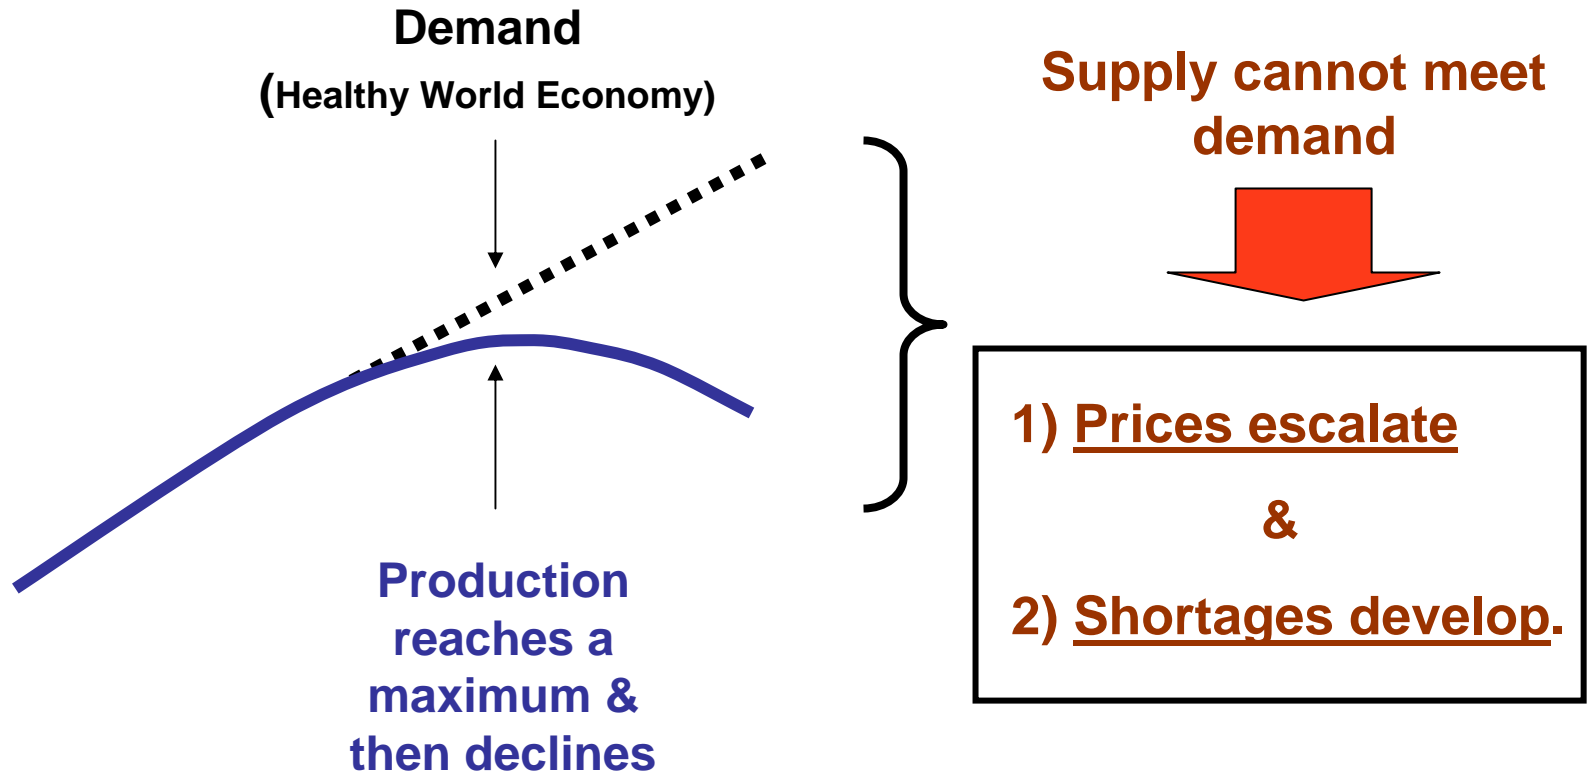 Demand
(Healthy World Economy)
Production
reaches a
maximum &
then declines
Supply cannot meet
demand
1) Prices escalate
&
2) Shortages develop.